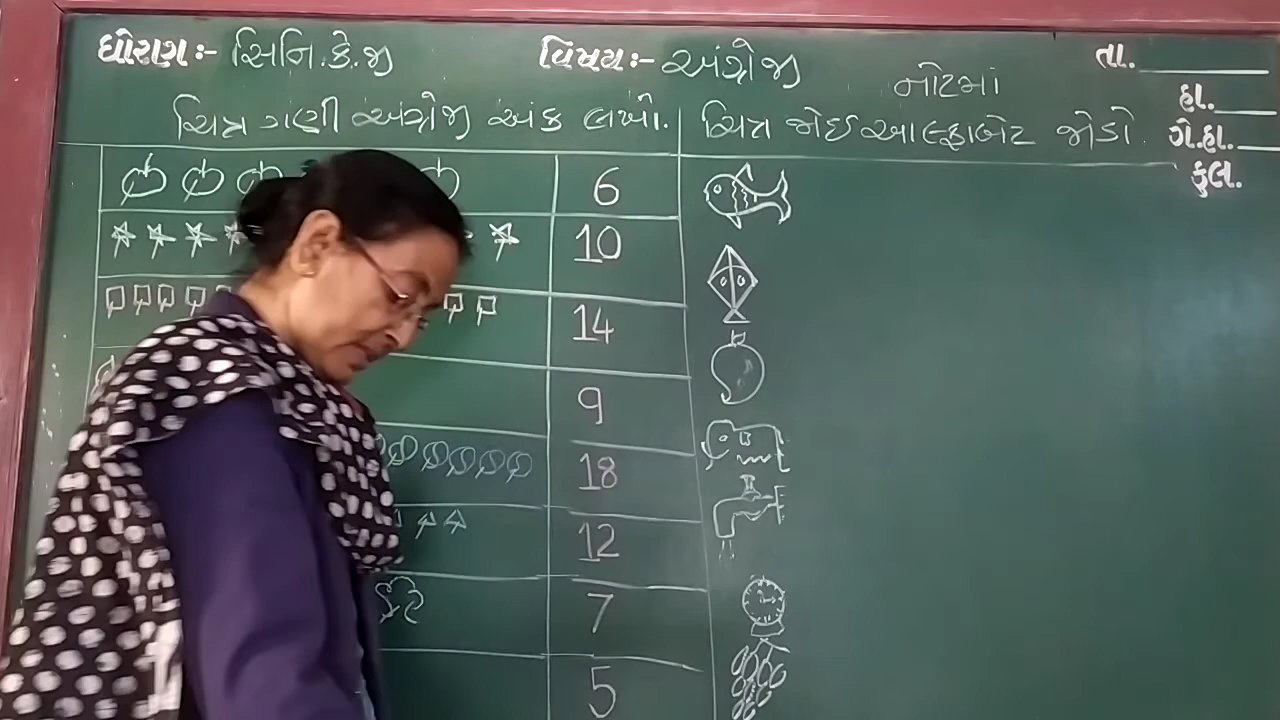 ધોરણ:- સિનિ.કે.જી
વિષય:- અંગ્રેજી
નોટમાં
તા.
હા.
ગે.હા.
કુલ.
ચિત્ર ગણી અંગ્રેજી અંક લખો.
ચિત્ર જોઈ આલ્ફાબેટ જોડો
6
10
14
9
18
12
7
5